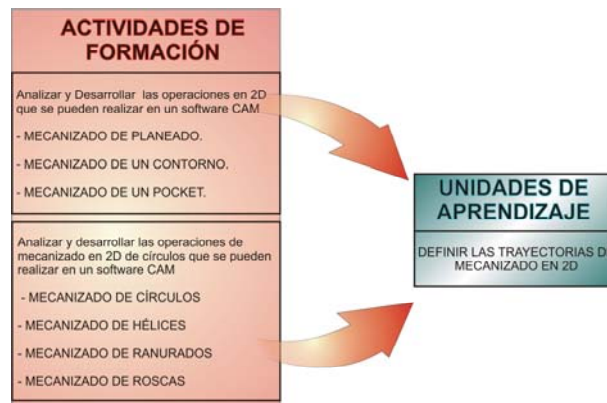 ACTIVIDADES DE
FORMACIÓN
Analizar y Desarrollar las operaciones en 2D
que se pueden realizar en un software CAM
- MECANIZADO DE PLANEADO.
- MECANIZADO DE UN CONTORNO.
- MECANIZADO DE UN POCKET.
Analizar y desarrollar las operaciones de
mecanizado en 2D de círculos que se pueden
realizar en un software CAM
- MECANIZADO DE CÍRCULOS
- MECANIZADO DE HÉLICES
- MECANIZADO DE RANURADOS
- MECANIZADO DE ROSCAS
UNIDADES DE
APRENDIZAJE
DEFINIR LAS TRAYECTORIAS D
MECANIZADO EN 2D